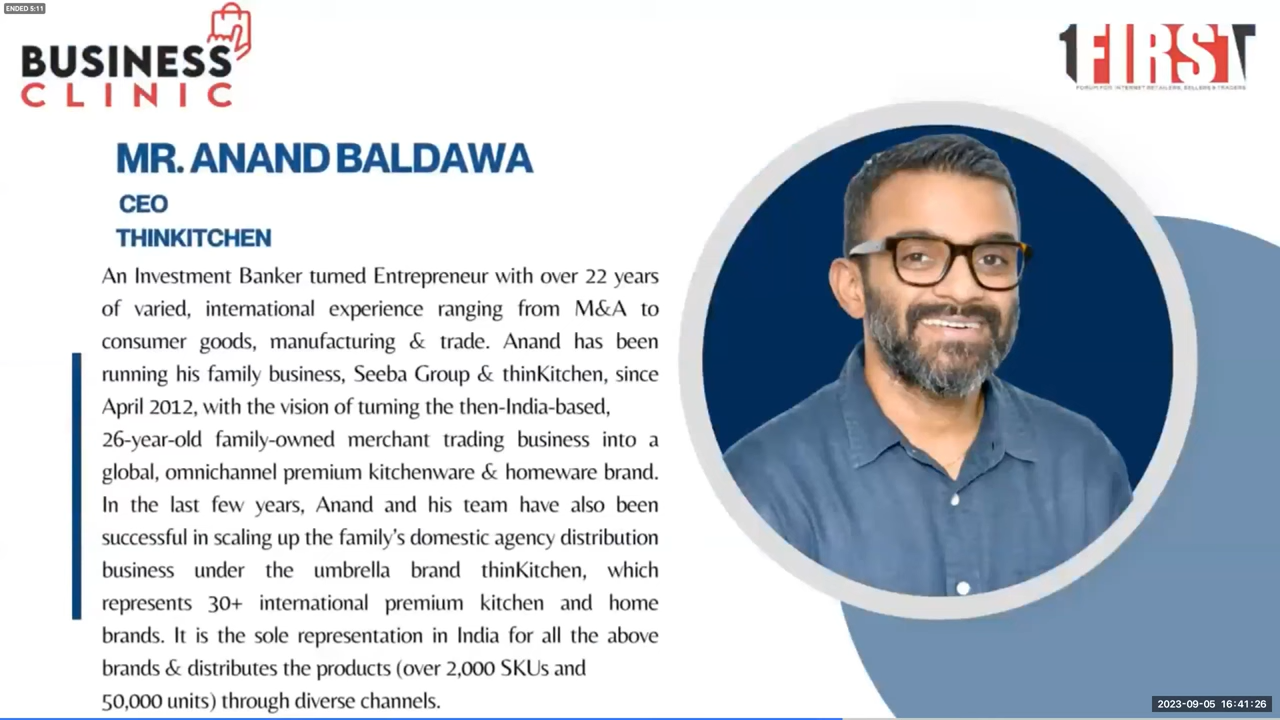 ENDED 5:11
BUSINESS
CLINIC
1FIRST
FORUM FOR INTERNET RETAILERS, SELLERS & TRADERS
MR. ANAND BALDAWA
CEO
THINKITCHEN
An Investment Banker turned Entrepreneur with over 22 years
of varied, international experience ranging from M&A to
consumer goods, manufacturing & trade. Anand has been
running his family business, Seeba Group & thinKitchen, since
April 2012, with the vision of turning the then-India-based,
26-year-old family-owned merchant trading business into a
global, omnichannel premium kitchenware & homeware brand.
In the last few years, Anand and his team have also been
successful in scaling up the family's domestic agency distribution
business under the umbrella brand thinKitchen, which
represents 30+ international premium kitchen and home
brands. It is the sole representation in India for all the above
brands & distributes the products (over 2,000 SKUs and
50,000 units) through diverse channels.
2023-09-05 16:41:26